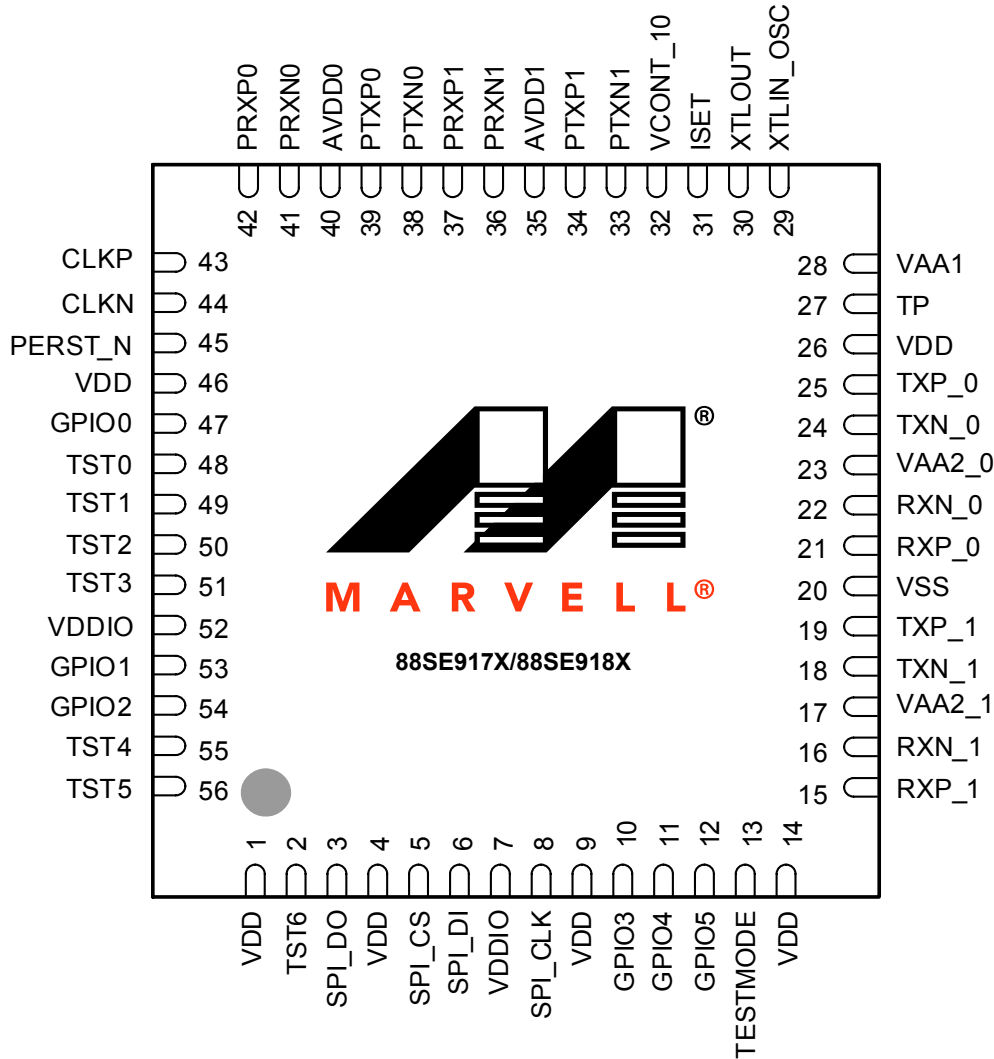 PRXP0
PRXN0
AVDD0
PTXP0
PTXN0
PRXP1
PRXN1
AVDD1
PTXP1
PTXN1
VCONT_10
ISET
XTLOUT
XTLIN_OSC
42
41
40
39
38
37
36
35
34
33
32
31
30
29
CLKP 43
CLKN 44
PERST_N 45
VDD 46
GPIO0 47
TST0 48
TST1 49
TST2 50
TST3 51
VDDIO 52
GPIO1 53
GPIO2 54
TST4 55
TST5 56
®
MARVELL®
88SE917X/88SE918X
28 VAA1
27 TP
26 VDD
25 TXP_0
24 TXN_0
23 VAA2_0
22 RXN_0
21 RXP_0
20 VSS
19 TXP_1
18 TXN_1
17 VAA2_1
16 RXN_1
15 RXP_1
1
2
3
4
5
6
7
8
9
10
11
12
13
14
VDD
TST6
SPI_DO
VDD
SPI_CS
SPI_DI
VDDIO
SPI_CLK
VDD
GPIO3
GPIO4
GPIO5
TESTMODE
VDD